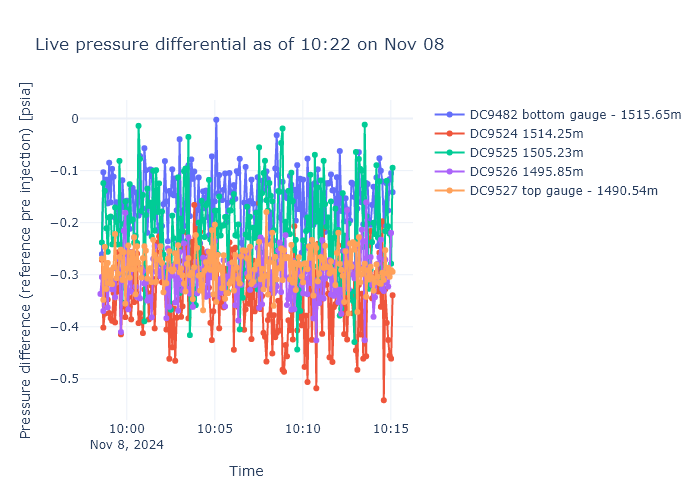 Live pressure differential as of 10:22 on Nov 08
Pressure difference (reference pre injection) [psia]
0
−0.1
−0.2
−0.3
−0.4
−0.5
10:00
Nov 8, 2024
10:05
10:10
10:15
Time
DC9482 bottom gauge - 1515.65m
DC9524 1514.25m
DC9525 1505.23m
DC9526 1495.85m
DC9527 top gauge - 1490.54m